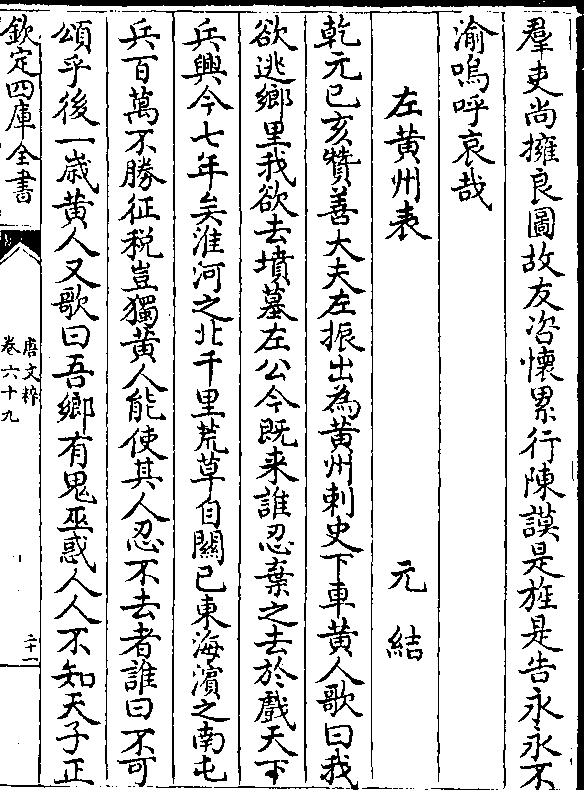 羣吏尚擁良圖故友咨懷累行陳謨是旌是告永永不
渝嗚呼哀哉
左黄州表　元結
乾元己亥贊善大夫左振出為黄州刺史下車黄人歌曰我
欲逃鄉里我欲去墳墓左公今既来誰忍棄之去於戲天下
兵興今七年矣淮河之北千里荒草自關已東海濱之南屯
兵百萬不勝征税豈獨黄人能使其人忍不去者誰曰不可
頌乎後一歳黄人又歌曰吾鄉有鬼巫惑人人不知天子正
欽定四庫全書
唐文粹
卷六十九
二十一